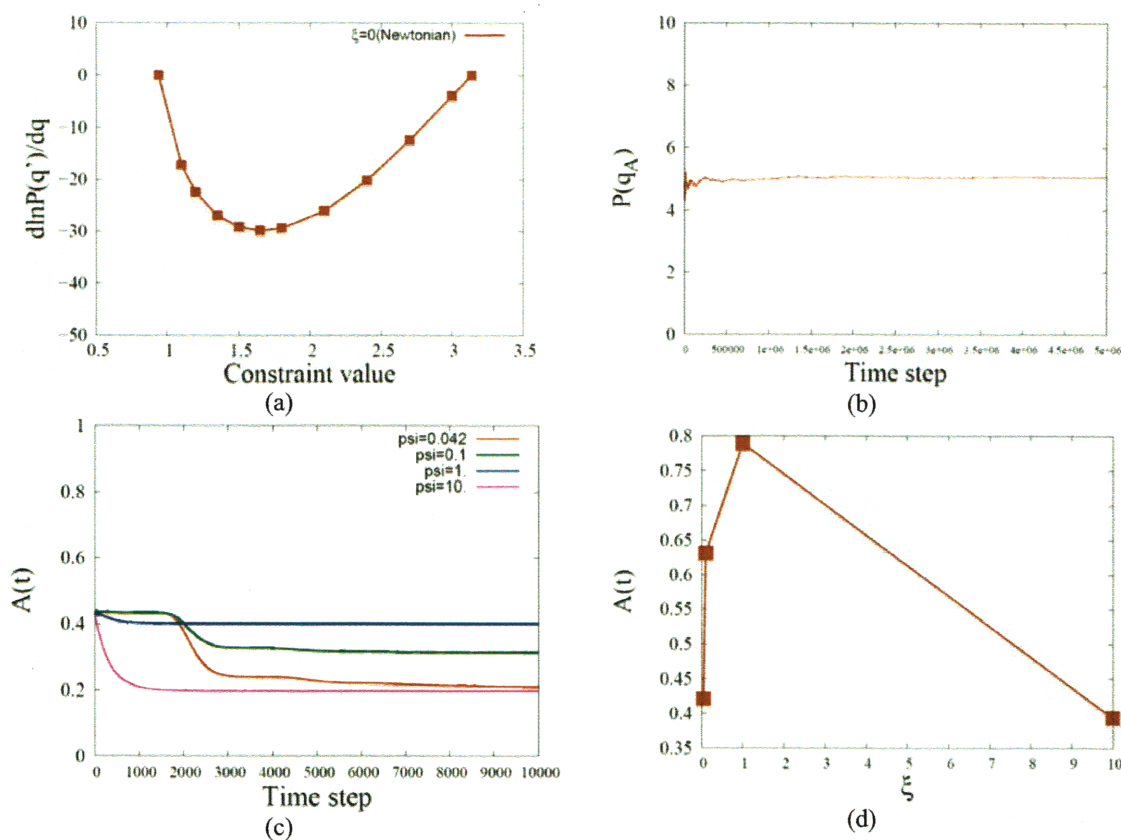 ξ=0(Newtonian)
0
−10
−20
−30
−40
−50
dlnP(q')/dq
0.5 1 1.5 2 2.5 3 3.5
Constraint value
(a)
10
8
6
4
2
0
P(q_A)
0 500000 1e+06 1.5e+06 2e+06 2.5e+06 3e+06 3.5e+06 4e+06 4.5e+06 5e+06
Time step
(b)
psi=0.042
psi=0.1
psi=1.
psi=10.
1
0.8
0.6
0.4
0.2
0
A(t)
0 1000 2000 3000 4000 5000 6000 7000 8000 9000 10000
Time step
(c)
0.8
0.75
0.7
0.65
0.6
0.55
0.5
0.45
0.4
0.35
A(t)
0 1 2 3 4 5 6 7 8 9 10
ξ
(d)